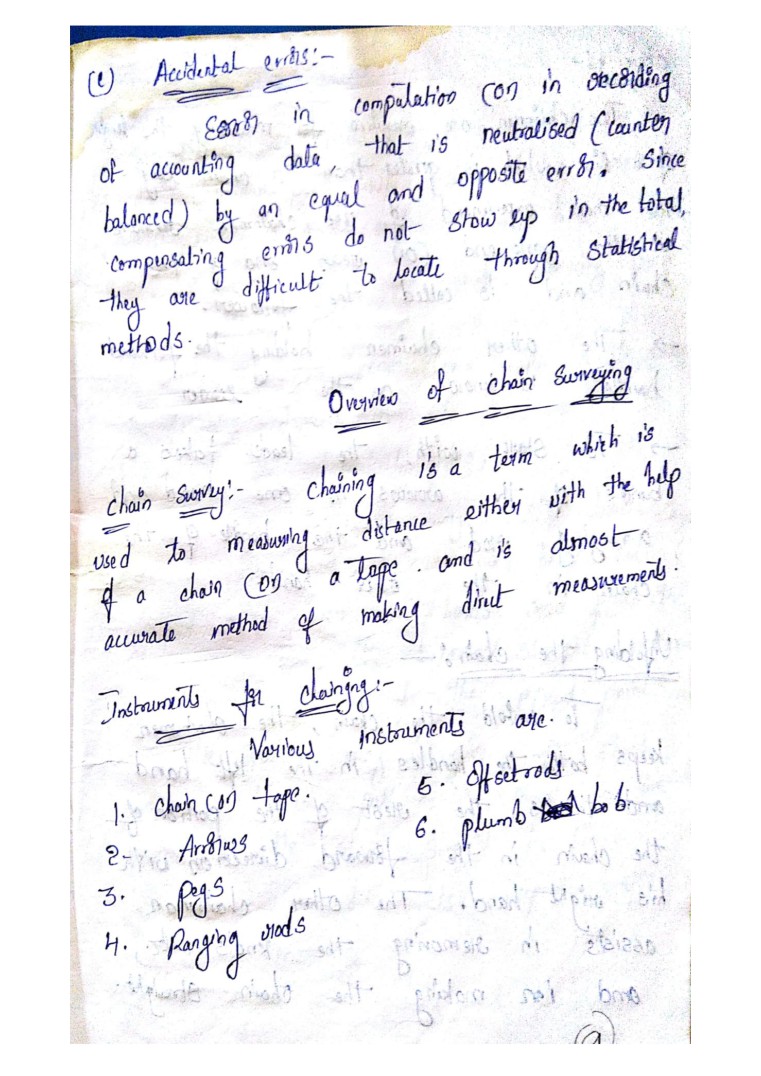 (e) Accidental errors:-
Error in computation (or) in recording
of accounting data, that is neutralised (counter
balanced) by an equal and opposite error. Since
compensating errors do not show up in the total,
they are difficult to locate through statistical
methods.
Overview of chain surveying
chain survey:- chaining is a term which is
used to measuring distance either with the help
of a chain (or) a tape. and is almost
accurate method of making direct measurements.
Instruments for chaining:-
Various Instruments are.
1. chain (or) tape.
2- Arrows
3. pegs
4. Ranging rods
5. offset rods
6. plumb bob